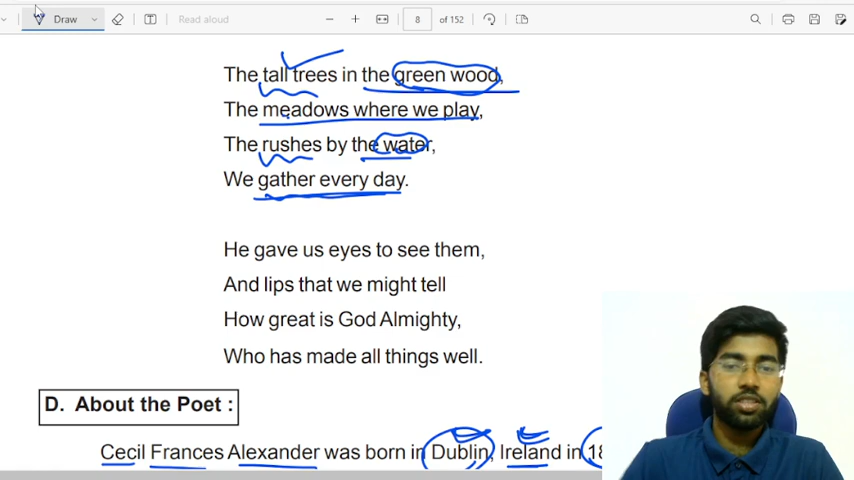 Draw
Read aloud
8
of 152
The tall trees in the green wood,
The meadows where we play,
The rushes by the water,
We gather every day.
He gave us eyes to see them,
And lips that we might tell
How great is God Almighty,
Who has made all things well.
D. About the Poet :
Cecil Frances Alexander was born in Dublin, Ireland in 18